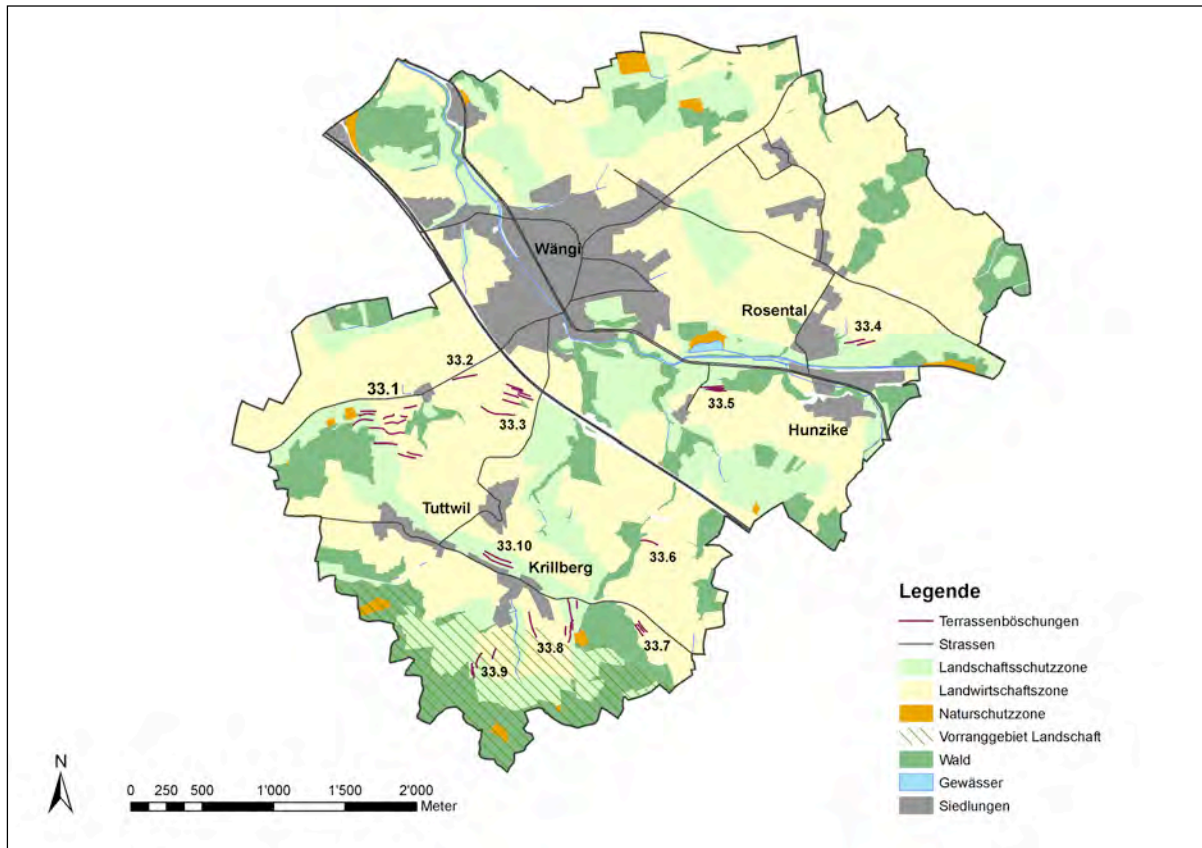 Wängi
Rosental
33.4
33.2
33.1
33.3
33.5
Hunzike
Tuttwil
33.10
Krillberg
33.6
33.8
33.7
33.9
Legende
Terrassenböschungen
Strassen
Landschaftsschutzzone
Landwirtschaftszone
Naturschutzzone
Vorranggebiet Landschaft
Wald
Gewässer
Siedlungen
N
0 250 500 1'000 1'500 2'000
Meter